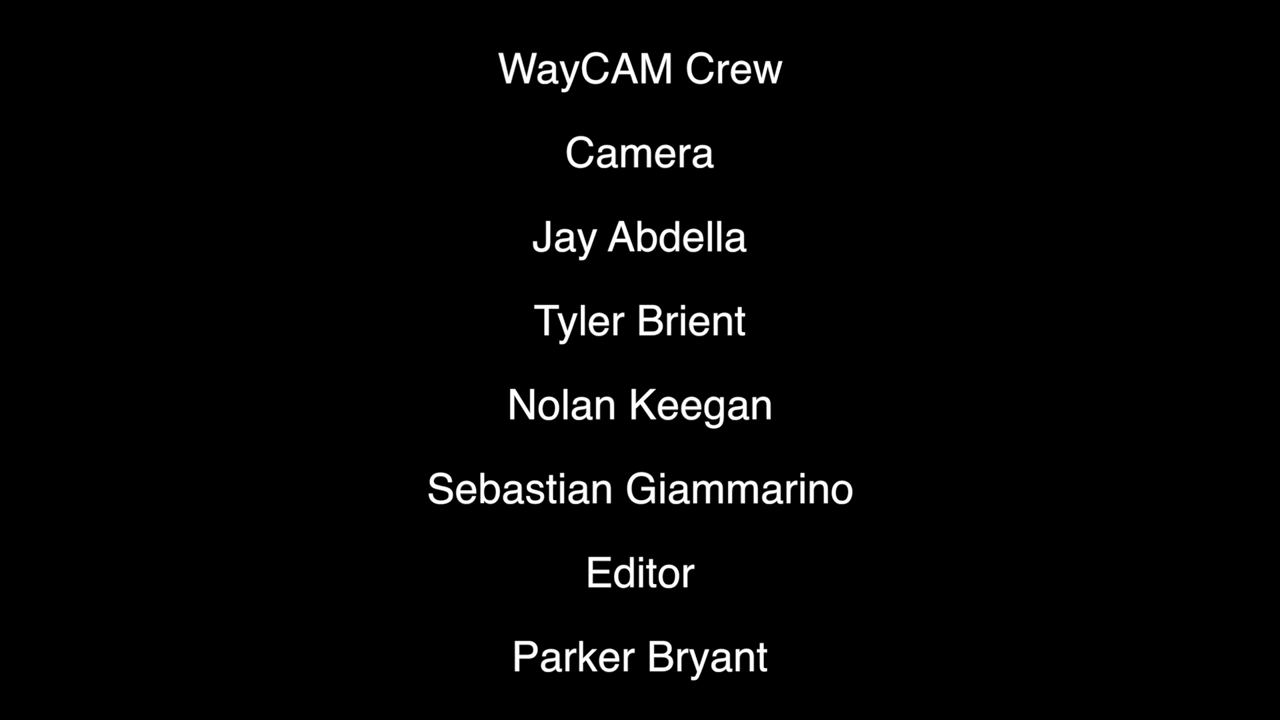 WayCAM Crew
Camera
Jay Abdella
Tyler Brient
Nolan Keegan
Sebastian Giammarino
Editor
Parker Bryant